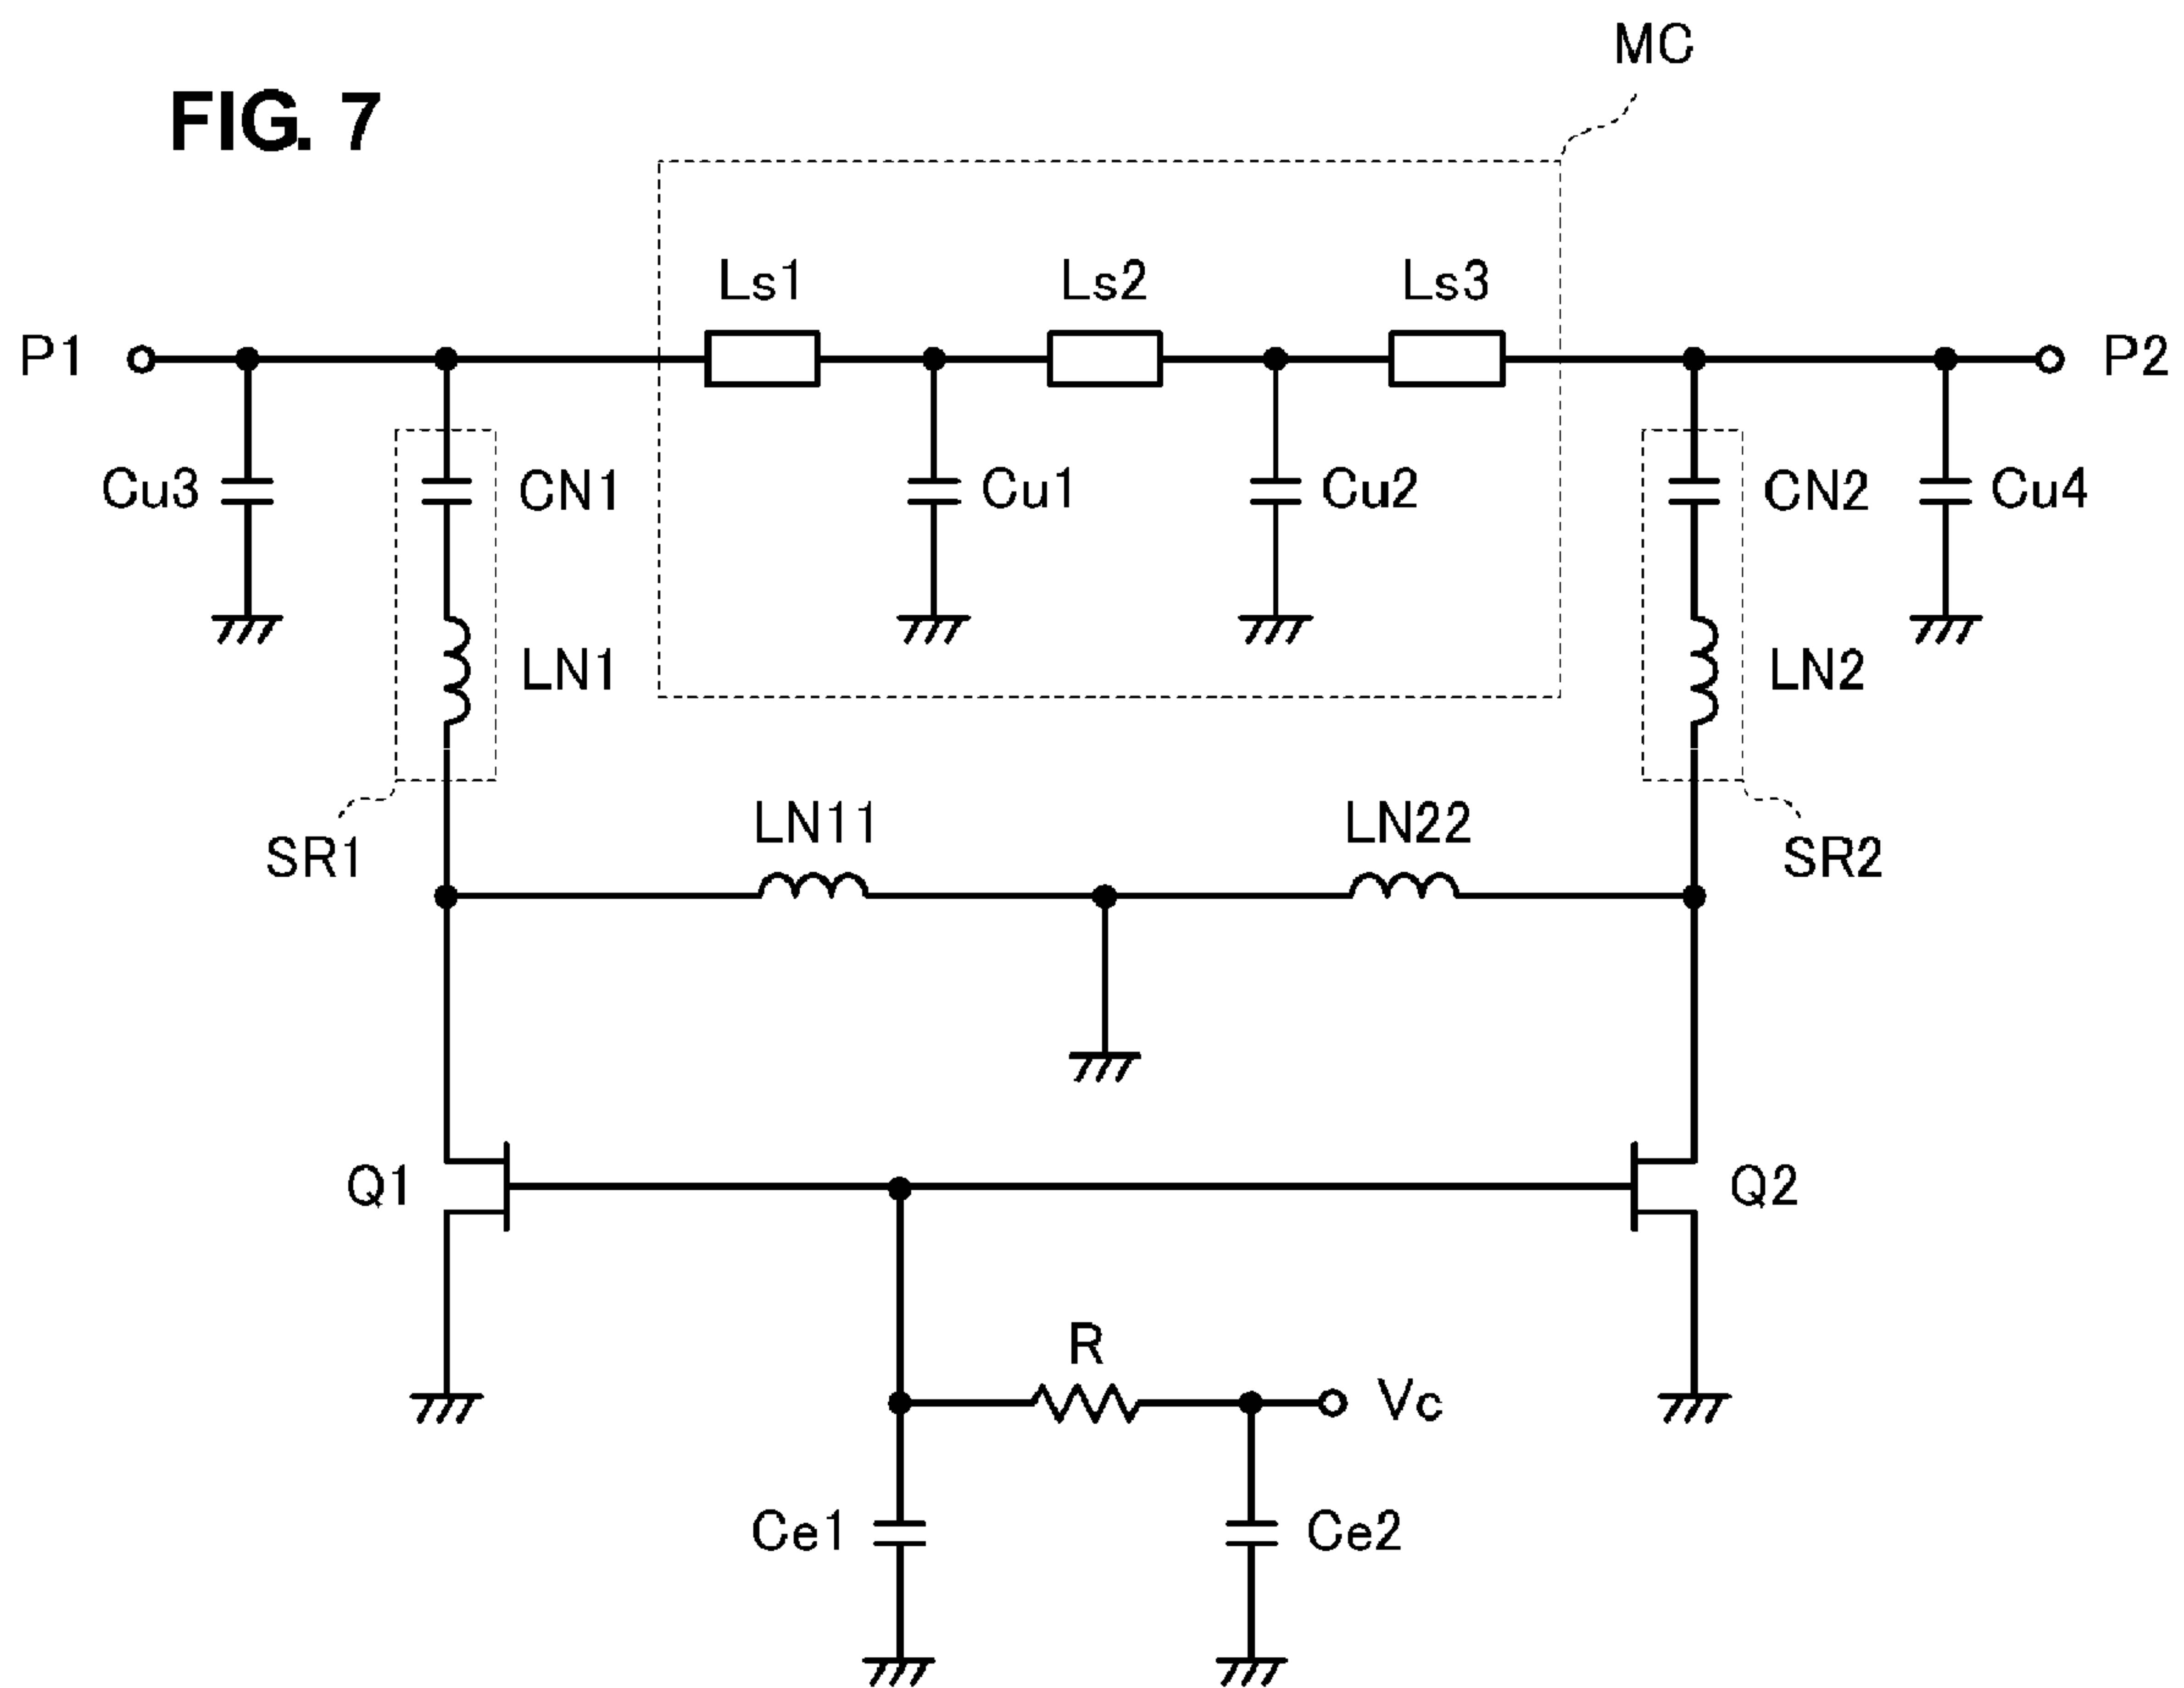 MC
FIG. 7
Ls1 Ls2 Ls3
P1 P2
Cu3 CN1 Cu1 Cu2 CN2 Cu4
LN1 LN2
LN11 LN22
SR1 SR2
Q1 Q2
R
Vc
Ce1 Ce2